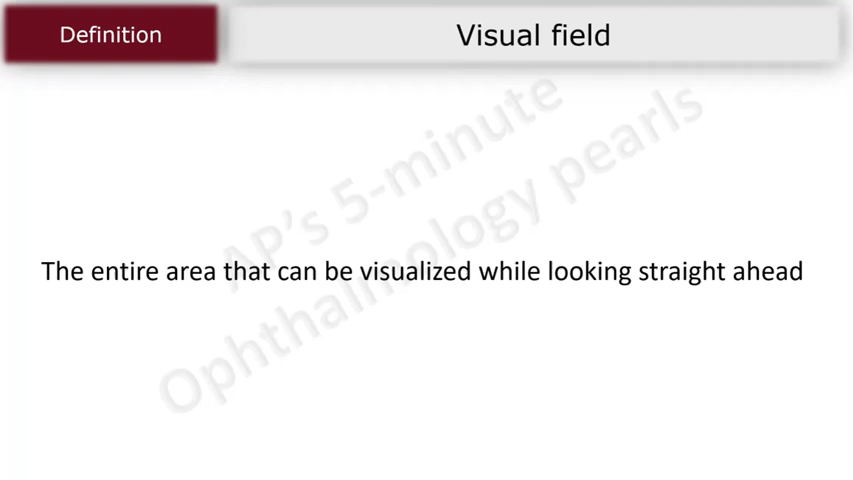 Definition
Visual field
AP's 5-minute
Ophthalmology pearls
The entire area that can be visualized while looking straight ahead